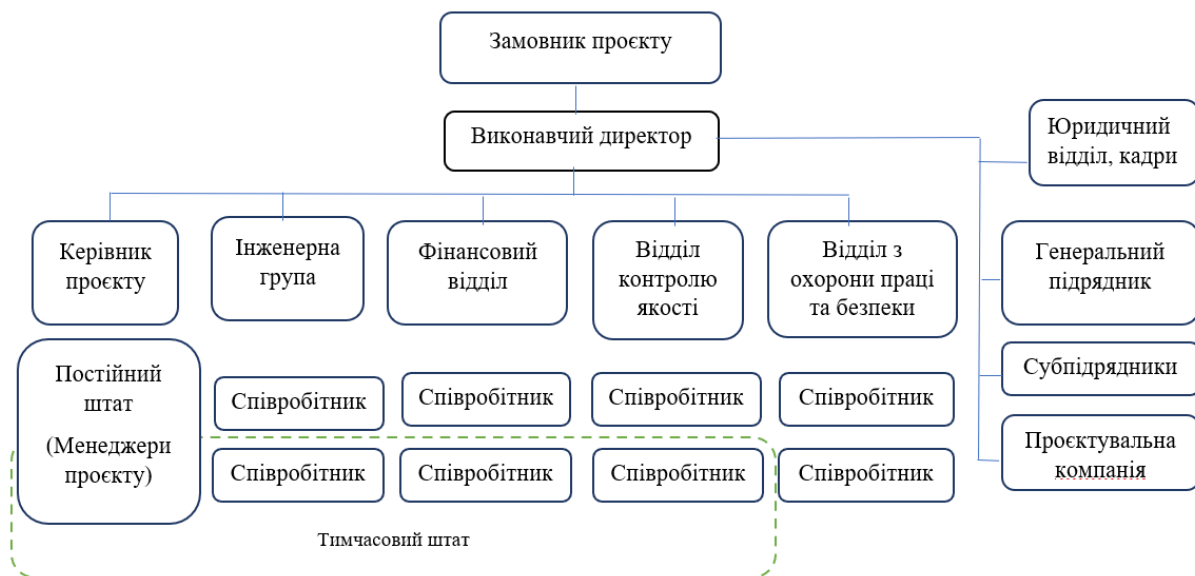 Замовник проєкту
Виконавчий директор
Юридичний
відділ, кадри
Керівник
проєкту
Інженерна
група
Фінансовий
відділ
Відділ
контролю
якості
Відділ з
охорони праці
та безпеки
Генеральний
підрядник
Постійний
штат
(Менеджери
проєкту)
Співробітник
Співробітник
Співробітник
Співробітник
Субпідрядники
Співробітник
Співробітник
Співробітник
Співробітник
Проєктувальна
компанія
Тимчасовий штат